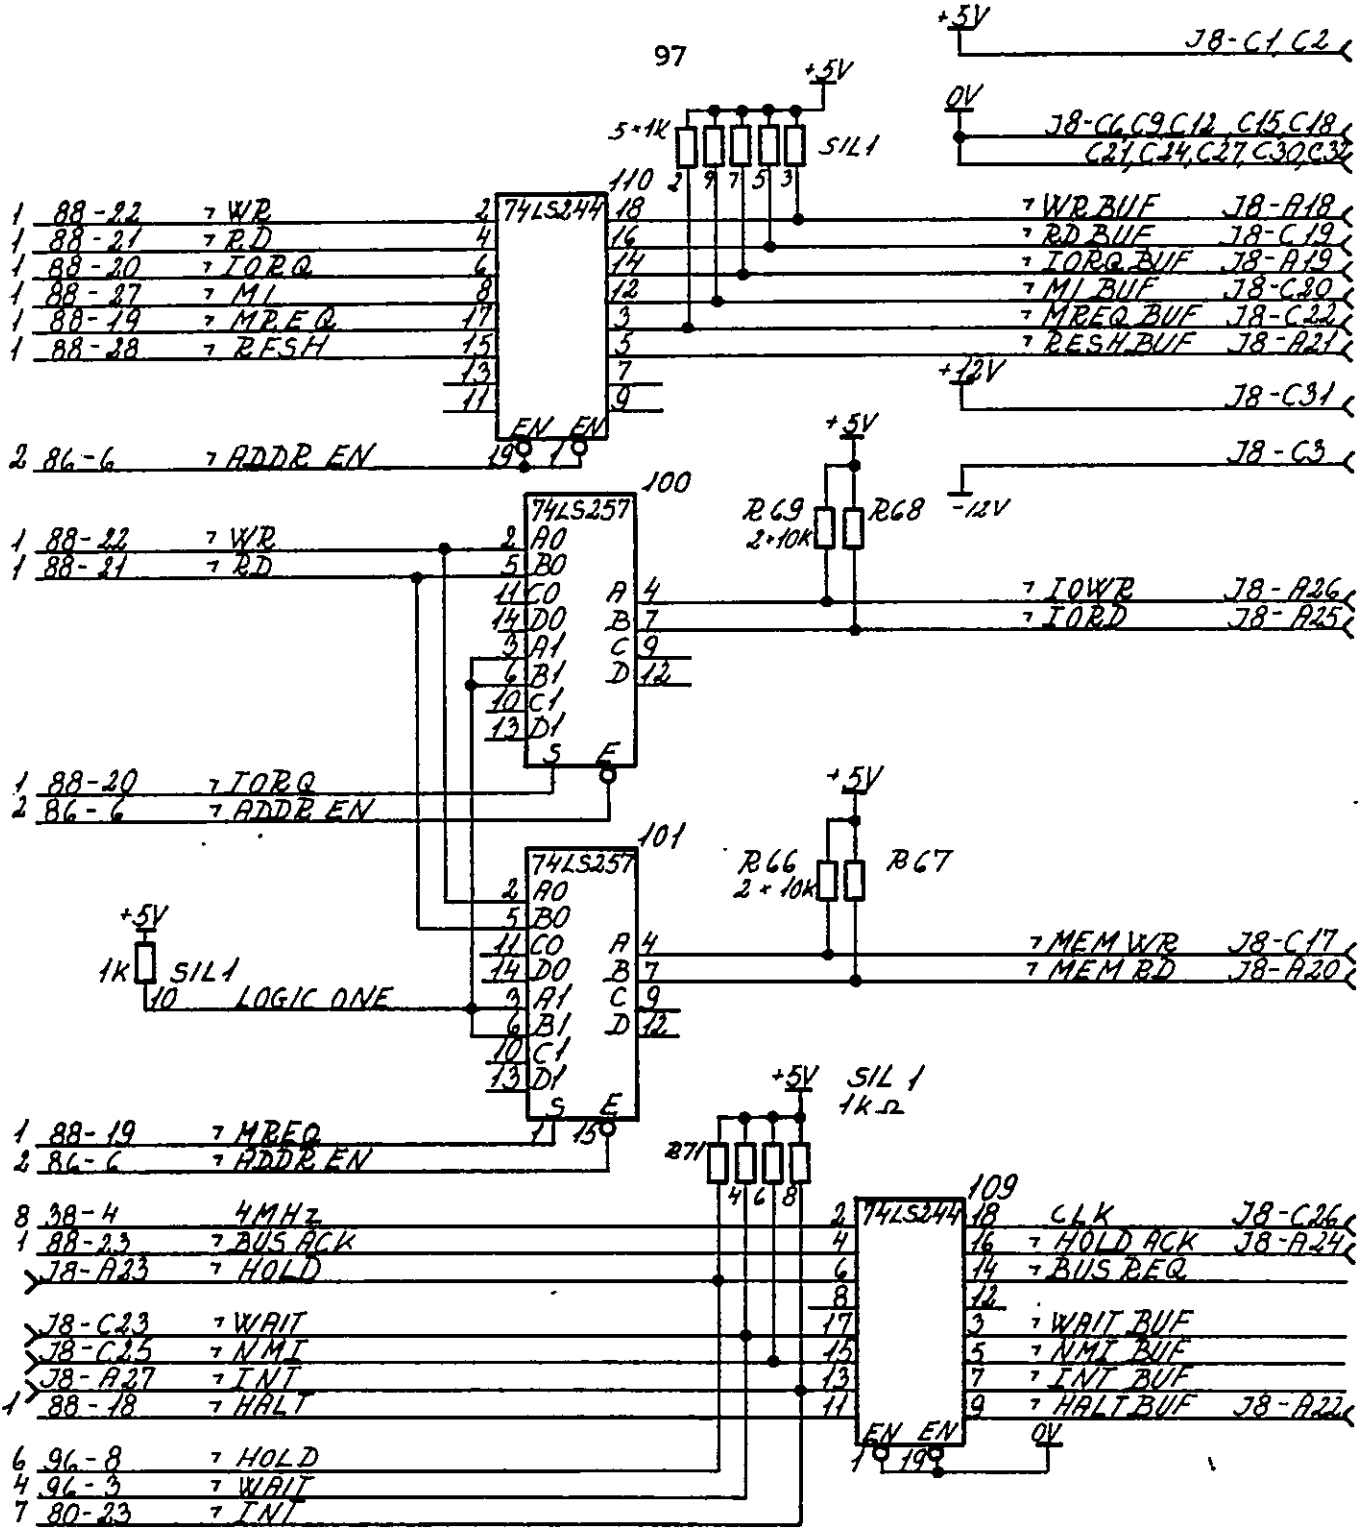 97
+5V J8-C1,C2
0V J8-C6,C9,C12,C15,C18
C21,C24,C27,C30,C32
+5V
5*1K SIL1
2 9 7 5 3
110
74LS244
1 88-22 ¬ WR 2 18 ¬ WR BUF J8-A18
1 88-21 ¬ RD 4 16 ¬ RD BUF J8-C19
1 88-20 ¬ IORQ 6 14 ¬ IORQ BUF J8-A19
1 88-27 ¬ M1 8 12 ¬ M1 BUF J8-C20
1 88-19 ¬ MREQ 17 3 ¬ MREQ BUF J8-C22
1 88-28 ¬ RFSH 15 5 ¬ RESH BUF J8-A21
13 7
11 9
EN EN
2 86-6 ¬ ADDR EN 19 1
+12V J8-C31
J8-C3
-12V
+5V
R69 R68
2*10K
100
74LS257
1 88-22 ¬ WR 2 A0
1 88-21 ¬ RD 5 B0
11 C0 A 4 ¬ IOWR J8-A26
14 D0 B 7 ¬ IORD J8-A25
3 A1 C 9
6 B1 D 12
10 C1
13 D1
S E
1 88-20 ¬ IORQ
2 86-6 ¬ ADDR EN
+5V
R66 R67
2*10K
101
74LS257
2 A0
5 B0
11 C0 A 4 ¬ MEM WR J8-C17
14 D0 B 7 ¬ MEM RD J8-A20
+5V
1K SIL1
10 LOGIC ONE 3 A1 C 9
6 B1 D 12
10 C1
13 D1
S E
1 88-19 ¬ MREQ 1 15
2 86-6 ¬ ADDR EN
+5V SIL 1
1K Ω
R71 4 6 8
109
74LS244
8 38-4 4MHz 2 18 CLK J8-C26
1 88-23 ¬ BUS ACK 4 16 ¬ HOLD ACK J8-A24
J8-A23 ¬ HOLD 6 14 ¬ BUS REQ
8 12
J8-C23 ¬ WAIT 17 3 ¬ WAIT BUF
J8-C25 ¬ NMI 15 5 ¬ NMI BUF
J8-A27 ¬ INT 13 7 ¬ INT BUF
1 88-18 ¬ HALT 11 9 ¬ HALT BUF J8-A22
EN EN 0V
1 19
6 96-8 ¬ HOLD
4 96-3 ¬ WAIT
7 80-23 ¬ INT